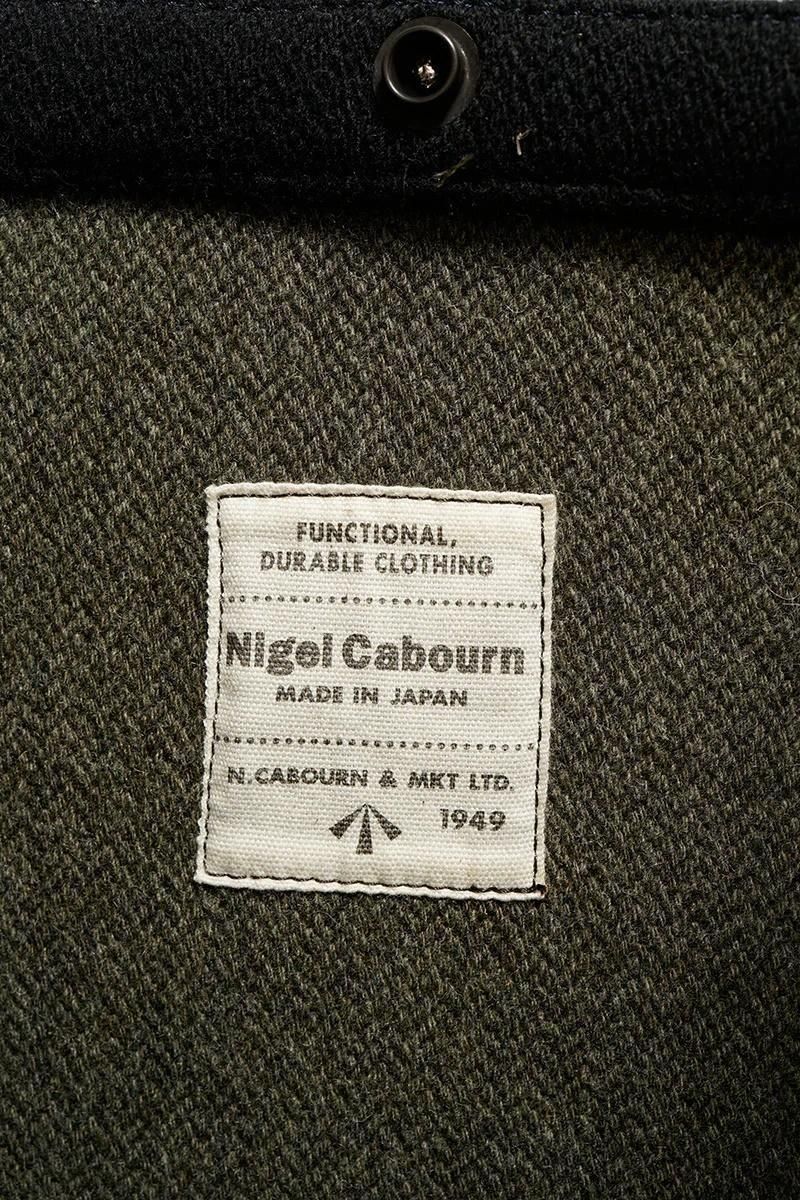 FUNCTIONAL,
DURABLE CLOTHING
Nigel Cabourn
MADE IN JAPAN
N.CABOURN & MKT LTD.
1949